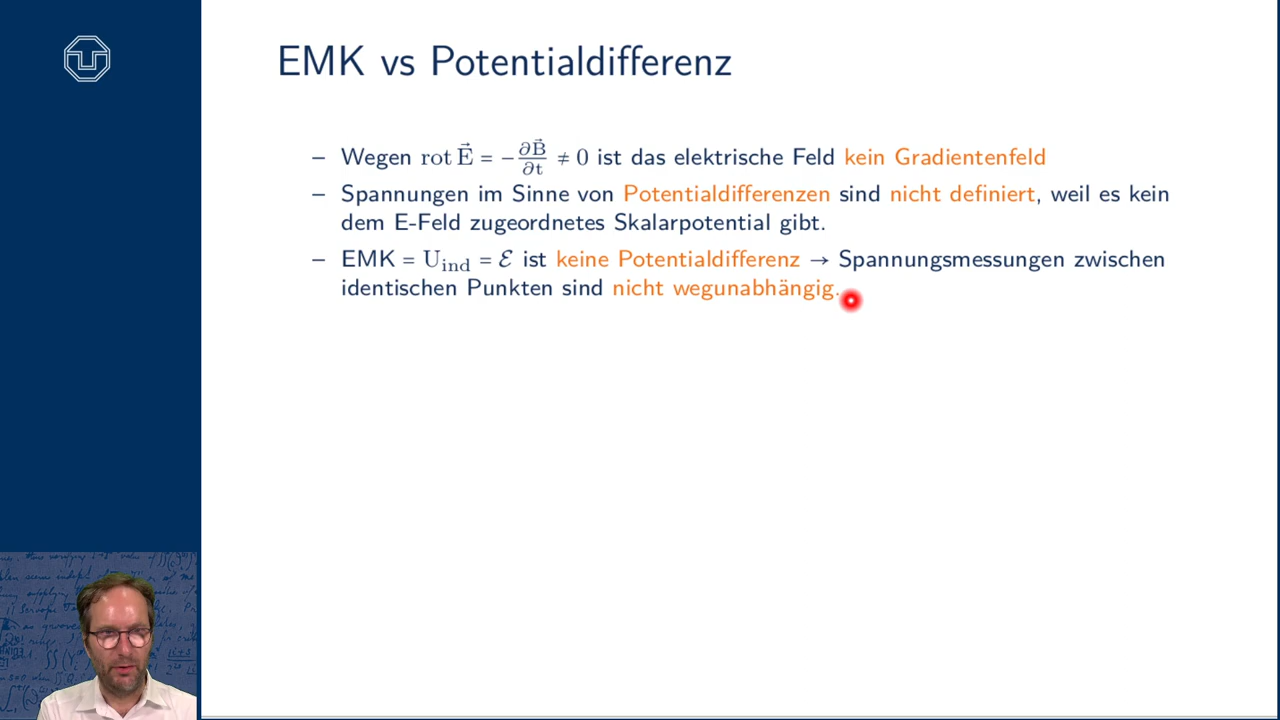 EMK vs Potentialdifferenz
– Wegen rot E⃗ = −∂B⃗/∂t ≠ 0 ist das elektrische Feld kein Gradientenfeld
– Spannungen im Sinne von Potentialdifferenzen sind nicht definiert, weil es kein
dem E-Feld zugeordnetes Skalarpotential gibt.
– EMK = U_ind = ℰ ist keine Potentialdifferenz → Spannungsmessungen zwischen
identischen Punkten sind nicht wegunabhängig.